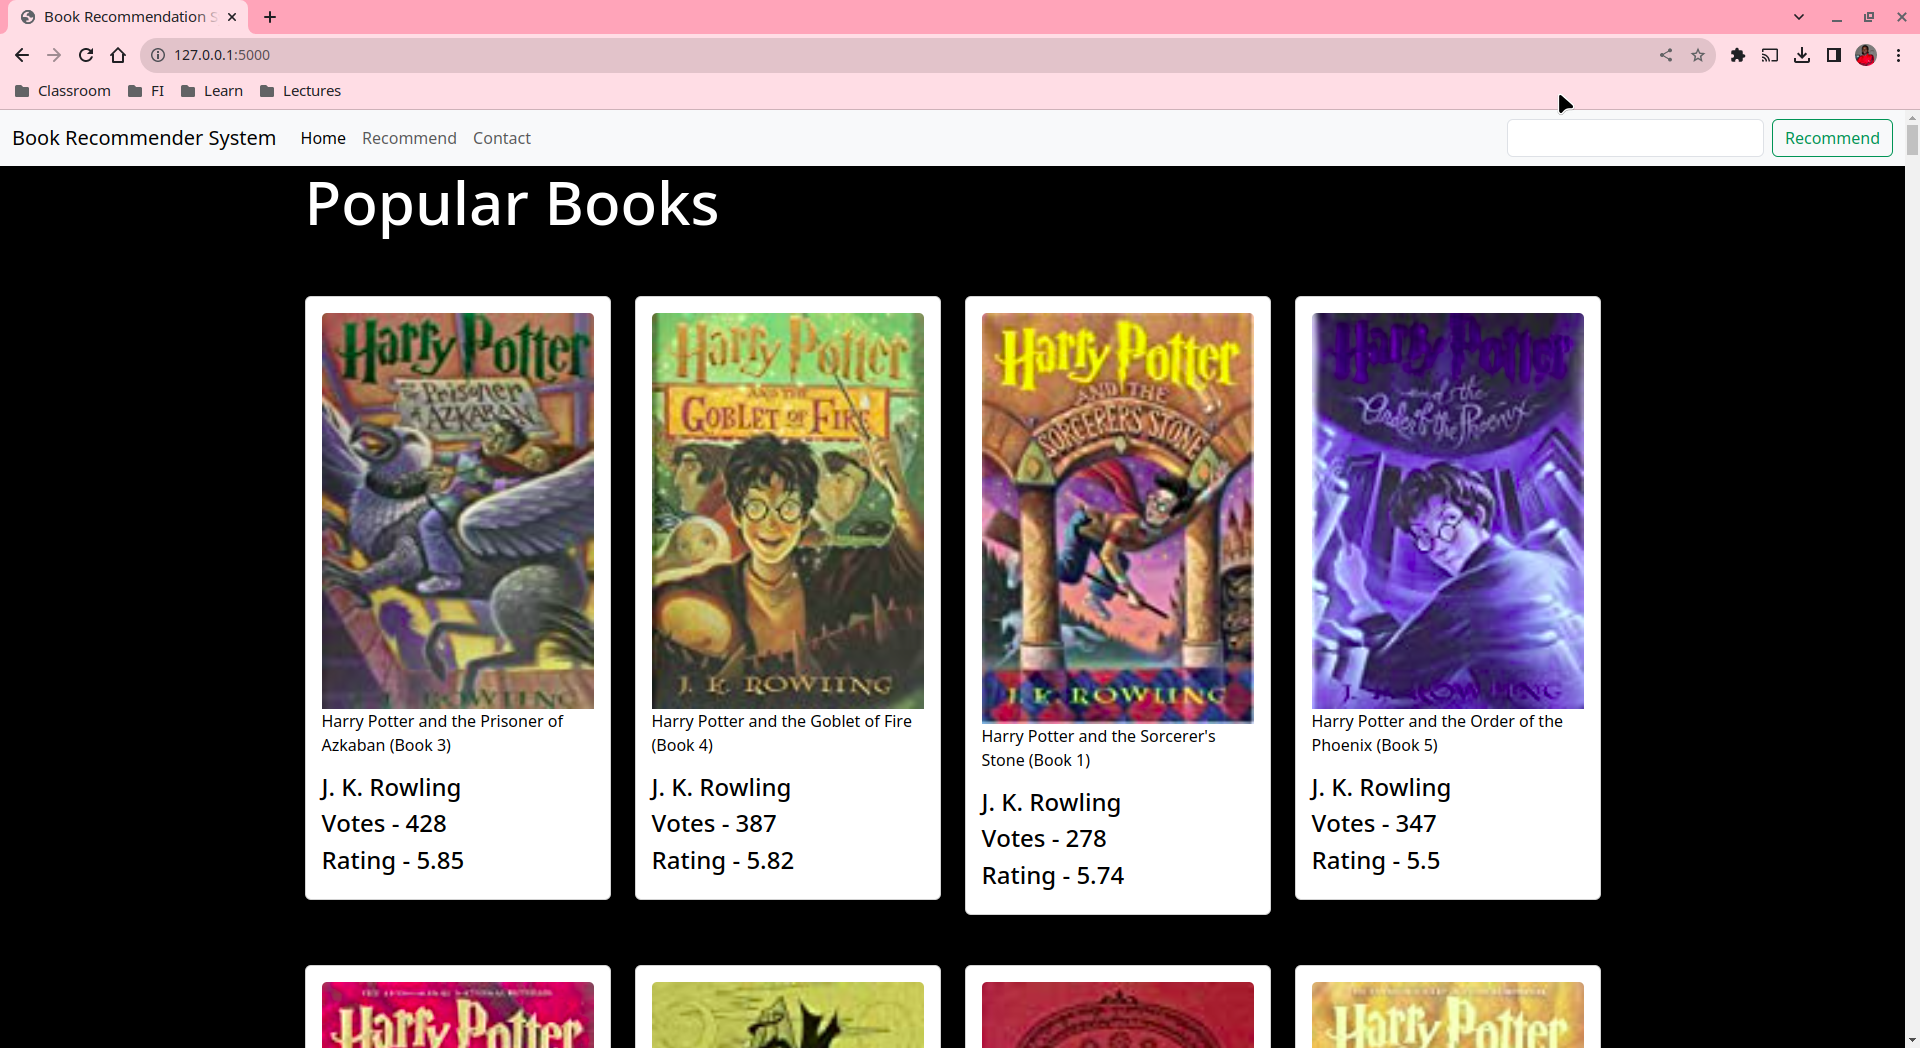 Book Recommendation S
127.0.0.1:5000
Classroom FI Learn Lectures
Book Recommender System Home Recommend Contact Recommend
Popular Books
Harry Potter
and the Prisoner
of AZKABAN
J. K. ROWLING
Harry Potter and the Prisoner of
Azkaban (Book 3)
J. K. Rowling
Votes - 428
Rating - 5.85
Harry Potter
AND THE
GOBLET OF FIRE
J. K. ROWLING
Harry Potter and the Goblet of Fire
(Book 4)
J. K. Rowling
Votes - 387
Rating - 5.82
Harry Potter
AND THE
SORCERER'S STONE
J. K. ROWLING
Harry Potter and the Sorcerer's
Stone (Book 1)
J. K. Rowling
Votes - 278
Rating - 5.74
Harry Potter
and the
Order of the Phoenix
J. K. ROWLING
Harry Potter and the Order of the
Phoenix (Book 5)
J. K. Rowling
Votes - 347
Rating - 5.5
Harry Potter
Harry Potter